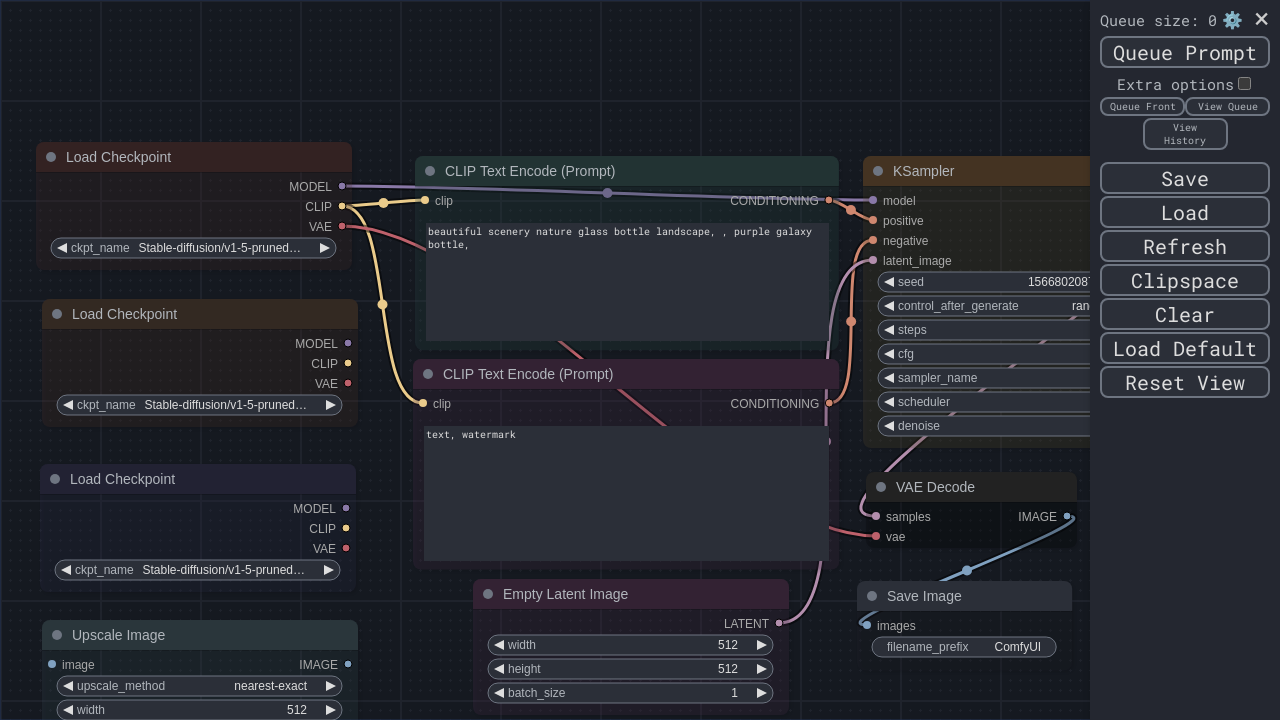 Queue size: 0
Queue Prompt
Extra options
Queue Front
View Queue
View
History
Save
Load
Refresh
Clipspace
Clear
Load Default
Reset View
Load Checkpoint
MODEL
CLIP
VAE
ckpt_name Stable-diffusion/v1-5-pruned…
Load Checkpoint
MODEL
CLIP
VAE
ckpt_name Stable-diffusion/v1-5-pruned…
Load Checkpoint
MODEL
CLIP
VAE
ckpt_name Stable-diffusion/v1-5-pruned…
Upscale Image
image IMAGE
upscale_method nearest-exact
width 512
CLIP Text Encode (Prompt)
clip CONDITIONING
beautiful scenery nature glass bottle landscape, , purple galaxy
bottle,
CLIP Text Encode (Prompt)
clip CONDITIONING
text, watermark
Empty Latent Image
LATENT
width 512
height 512
batch_size 1
KSampler
model
positive
negative
latent_image
seed 156680208
control_after_generate ran
steps
cfg
sampler_name
scheduler
denoise
VAE Decode
samples IMAGE
vae
Save Image
images
filename_prefix ComfyUI